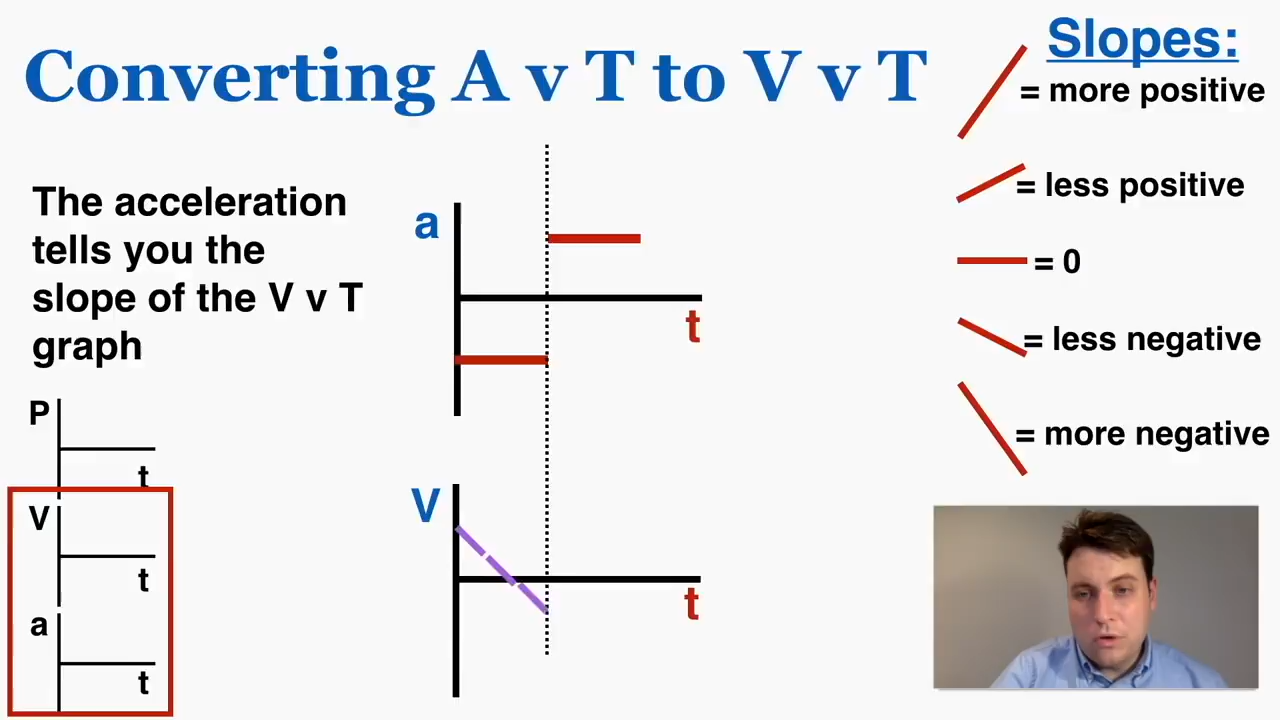 Converting A v T to V v T
The acceleration
tells you the
slope of the V v T
graph
P
t
V
t
a
t
a
t
V
t
Slopes:
= more positive
= less positive
= 0
= less negative
= more negative